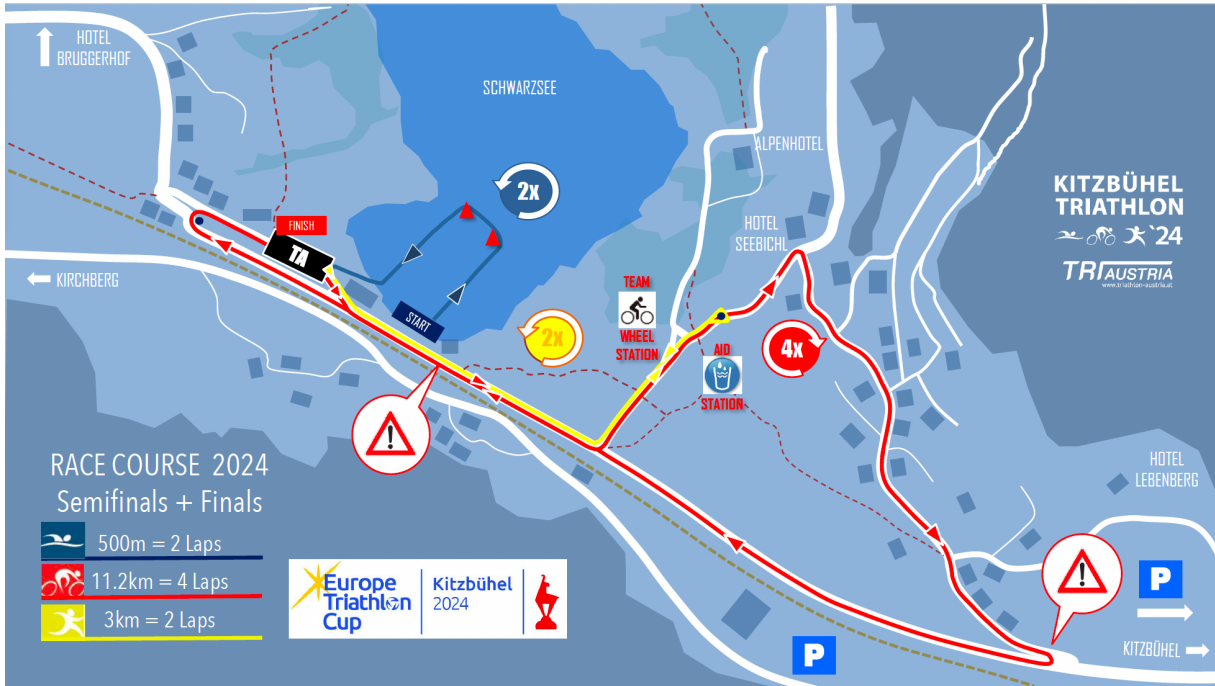 HOTEL
BRUGGERHOF
SCHWARZSEE
ALPENHOTEL
2x
KITZBÜHEL
TRIATHLON
'24
TRIAUSTRIA
www.triathlon-austria.at
HOTEL
SEEBICHL
FINISH
TA
KIRCHBERG
START
TEAM
WHEEL
STATION
2x
AID
STATION
4x
!
RACE COURSE 2024
Semifinals + Finals
500m = 2 Laps
11.2km = 4 Laps
3km = 2 Laps
Europe
Triathlon
Cup
Kitzbühel
2024
HOTEL
LEBENBERG
!
P
P
KITZBÜHEL